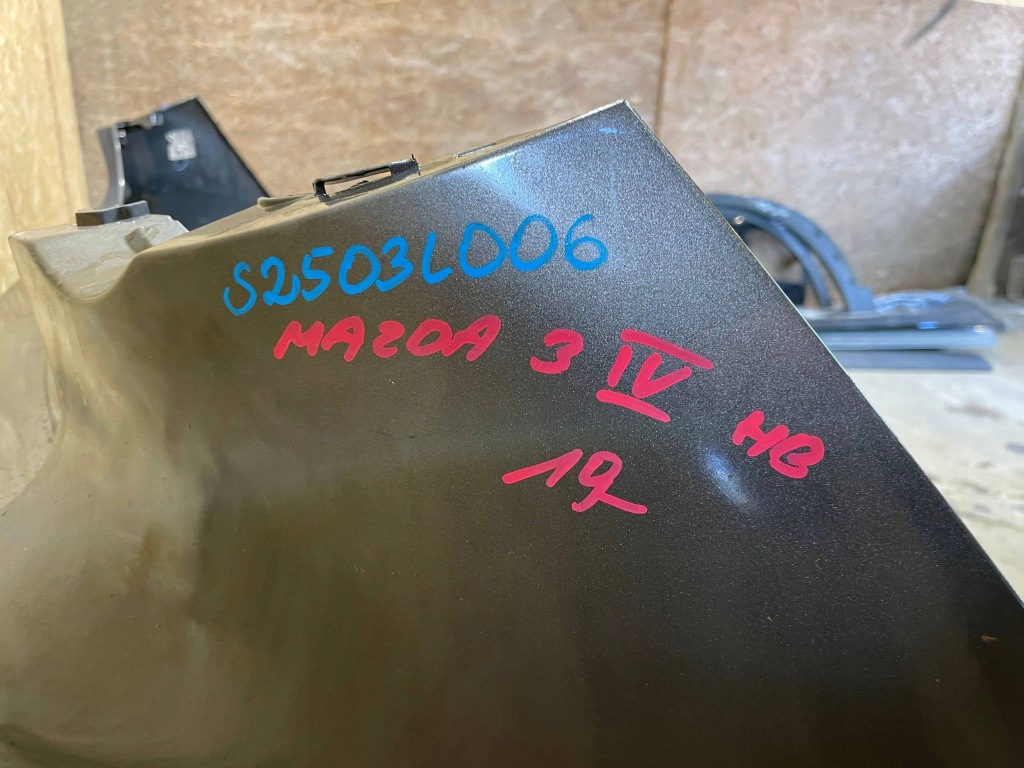 S2503L006
MAZDA 3 IV HB
19